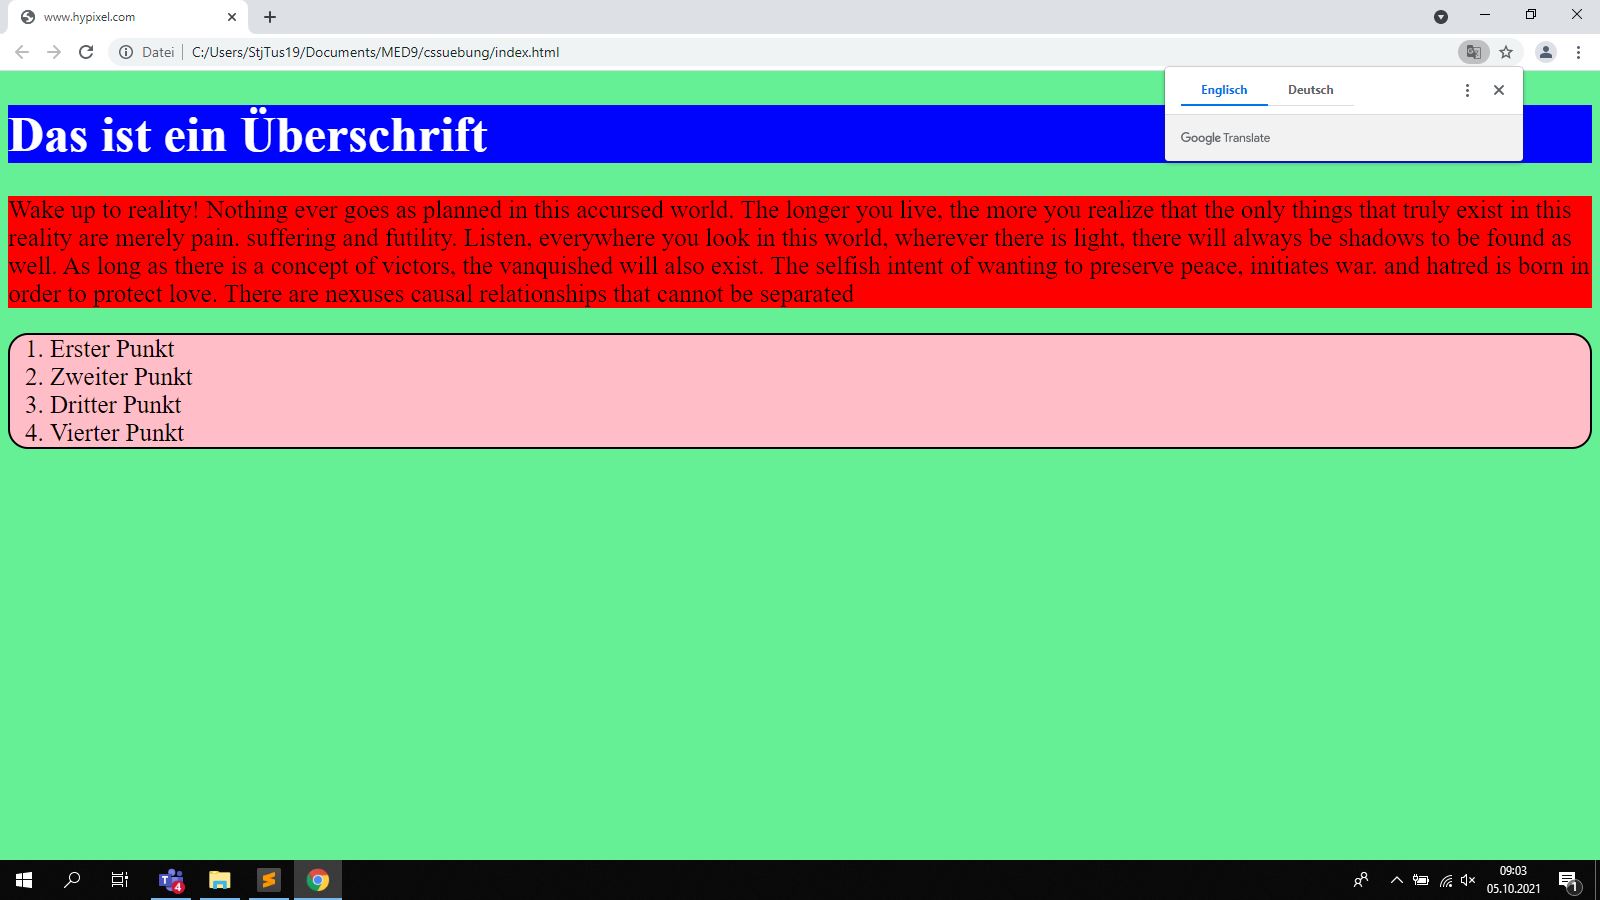 www.hypixel.com
Datei
C:/Users/StjTus19/Documents/MED9/cssuebung/index.html
Englisch
Deutsch
Google Translate
Das ist ein Überschrift
Wake up to reality! Nothing ever goes as planned in this accursed world. The longer you live, the more you realize that the only things that truly exist in this
reality are merely pain. suffering and futility. Listen, everywhere you look in this world, wherever there is light, there will always be shadows to be found as
well. As long as there is a concept of victors, the vanquished will also exist. The selfish intent of wanting to preserve peace, initiates war. and hatred is born in
order to protect love. There are nexuses causal relationships that cannot be separated
1. Erster Punkt
2. Zweiter Punkt
3. Dritter Punkt
4. Vierter Punkt
T
4
09:03
05.10.2021
1